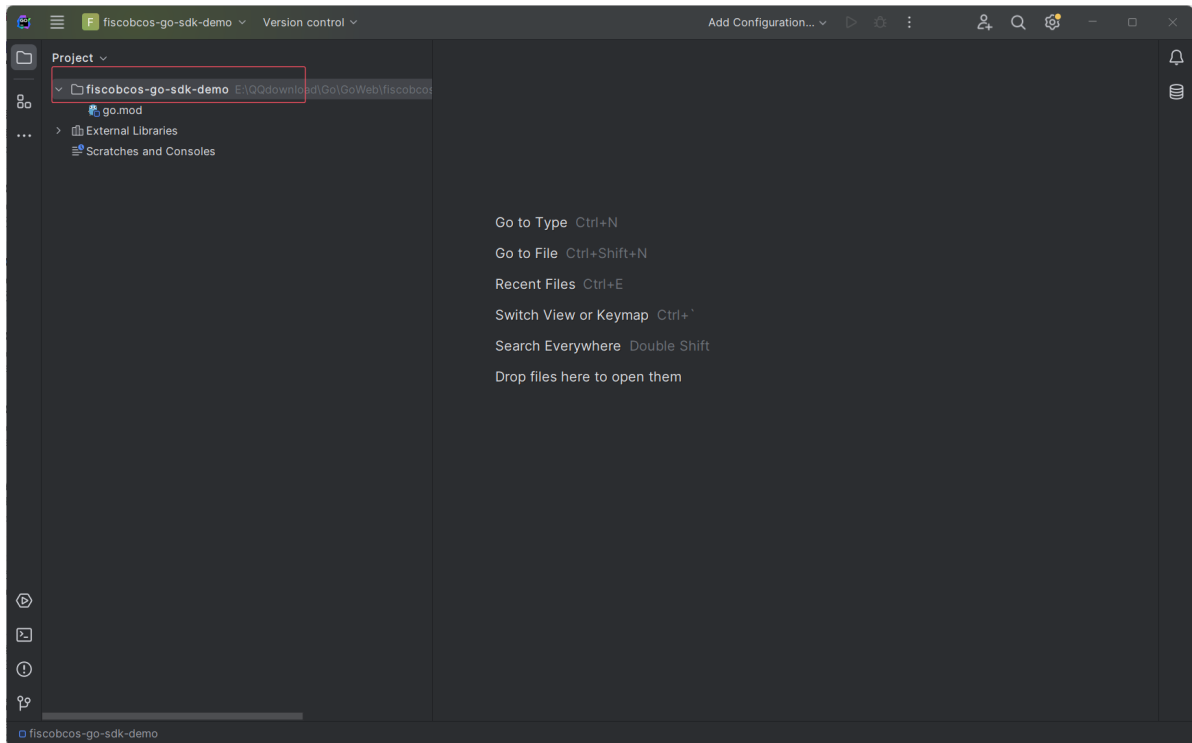 F fiscobcos-go-sdk-demo Version control Add Configuration...
Project
fiscobcos-go-sdk-demo E:\QQdownload\Go\GoWeb\fiscobcos
go.mod
External Libraries
Scratches and Consoles
Go to Type Ctrl+N
Go to File Ctrl+Shift+N
Recent Files Ctrl+E
Switch View or Keymap Ctrl+`
Search Everywhere Double Shift
Drop files here to open them
fiscobcos-go-sdk-demo